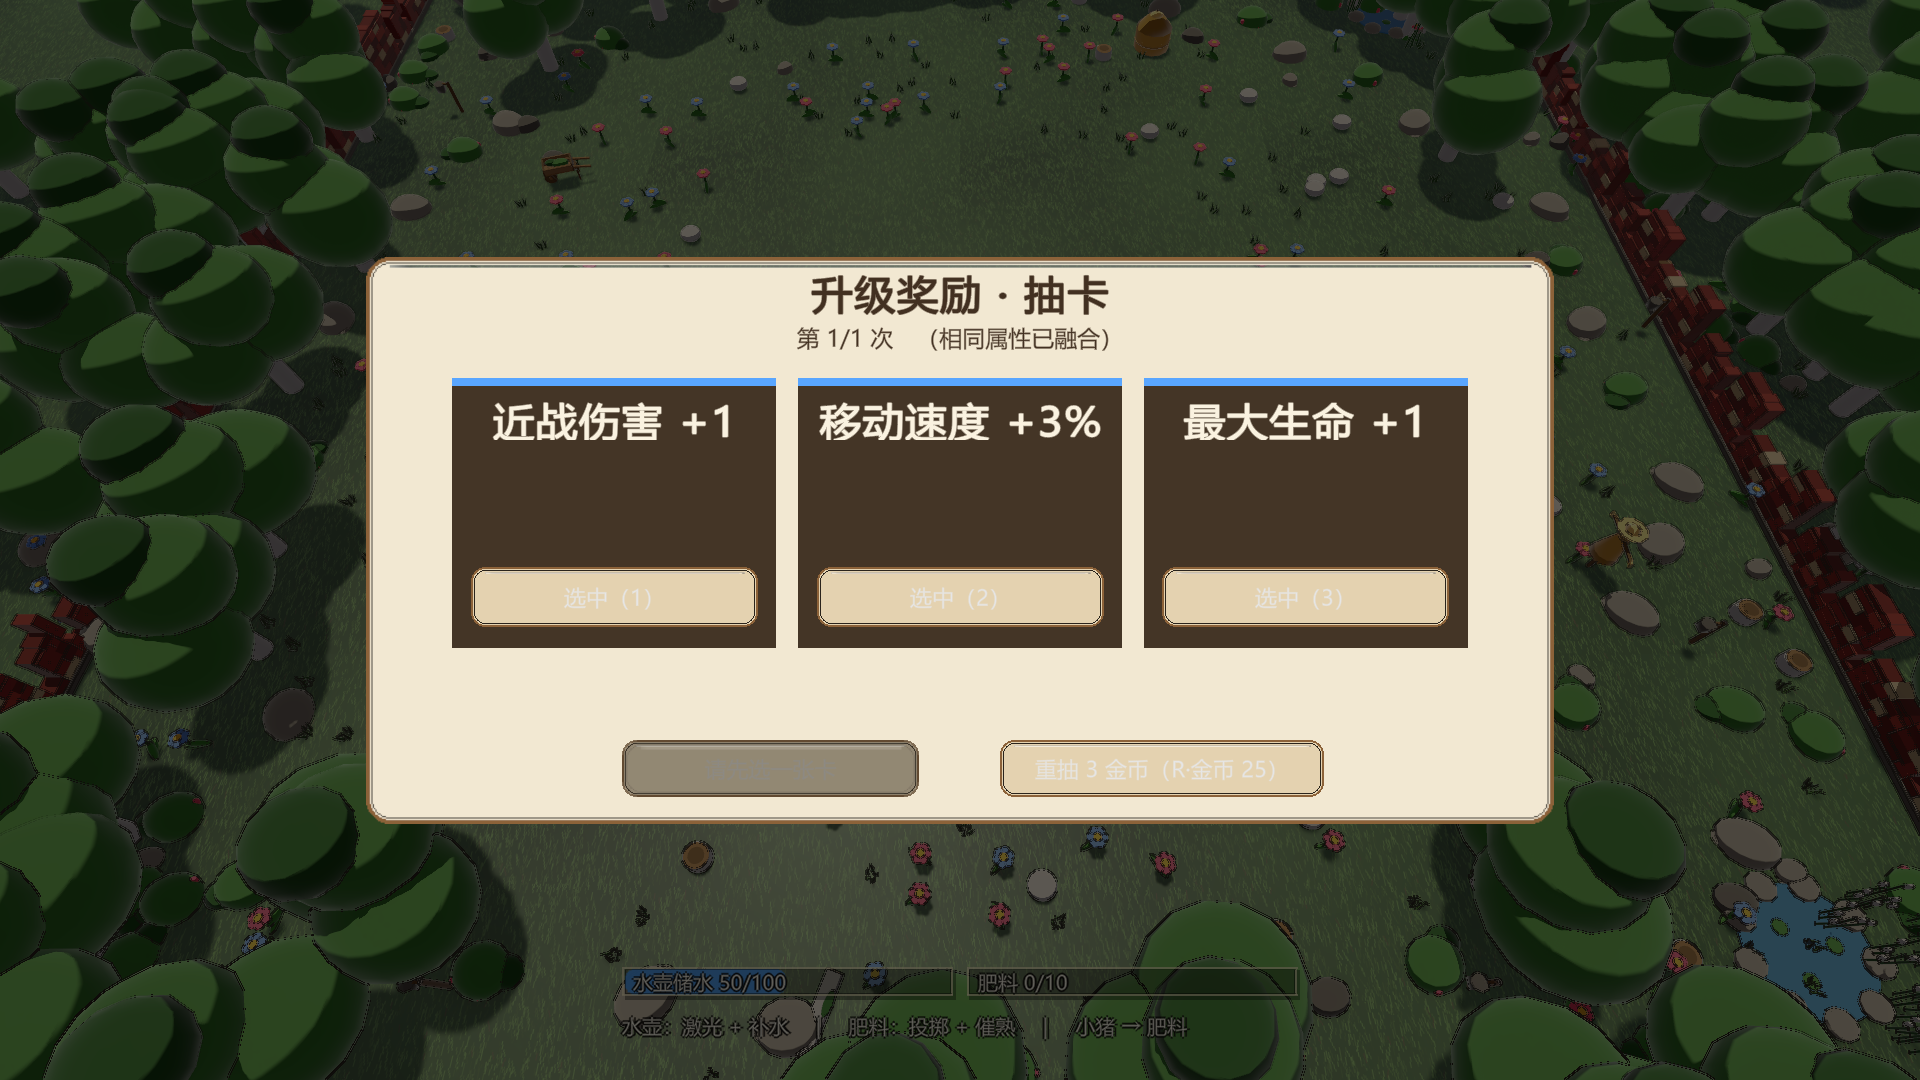 升级奖励 · 抽卡
第 1/1 次 （相同属性已融合）
近战伤害 +1
移动速度 +3%
最大生命 +1
选中（1）
选中（2）
选中（3）
重抽 3 金币（R·金币 25）
水壶储水 50/100
肥料 0/10
水壶：激光 + 补水 | 肥料：投掷 + 催熟 | 小猪 → 肥料